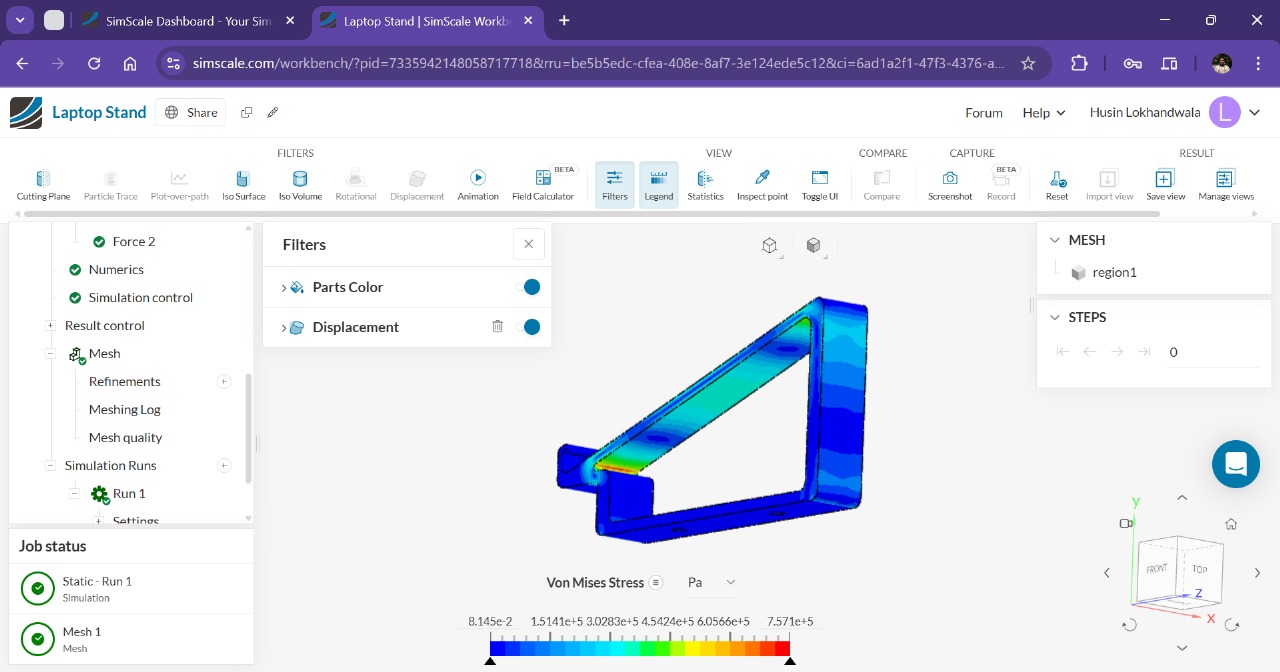 SimScale Dashboard - Your Sim
Laptop Stand | SimScale Workb
simscale.com/workbench/?pid=7335942148058717718&rru=be5b5edc-cfea-408e-8af7-3e124ede5c12&ci=6ad1a2f1-47f3-4376-a...
Laptop Stand
Share
Forum
Help
Husin Lokhandwala
L
FILTERS
VIEW
COMPARE
CAPTURE
RESULT
BETA
BETA
Cutting Plane
Particle Trace
Plot-over-path
Iso Surface
Iso Volume
Rotational
Displacement
Animation
Field Calculator
Filters
Legend
Statistics
Inspect point
Toggle UI
Compare
Screenshot
Record
Reset
Import view
Save view
Manage views
Force 2
Numerics
Simulation control
Result control
Mesh
Refinements
Meshing Log
Mesh quality
Simulation Runs
Run 1
Settings
Job status
Static - Run 1
Simulation
Mesh 1
Mesh
Filters
Parts Color
Displacement
MESH
region1
STEPS
0
Von Mises Stress
Pa
8.145e-2 1.5141e+5 3.0283e+5 4.5424e+5 6.0566e+5 7.571e+5
y
FRONT
TOP
Z
X